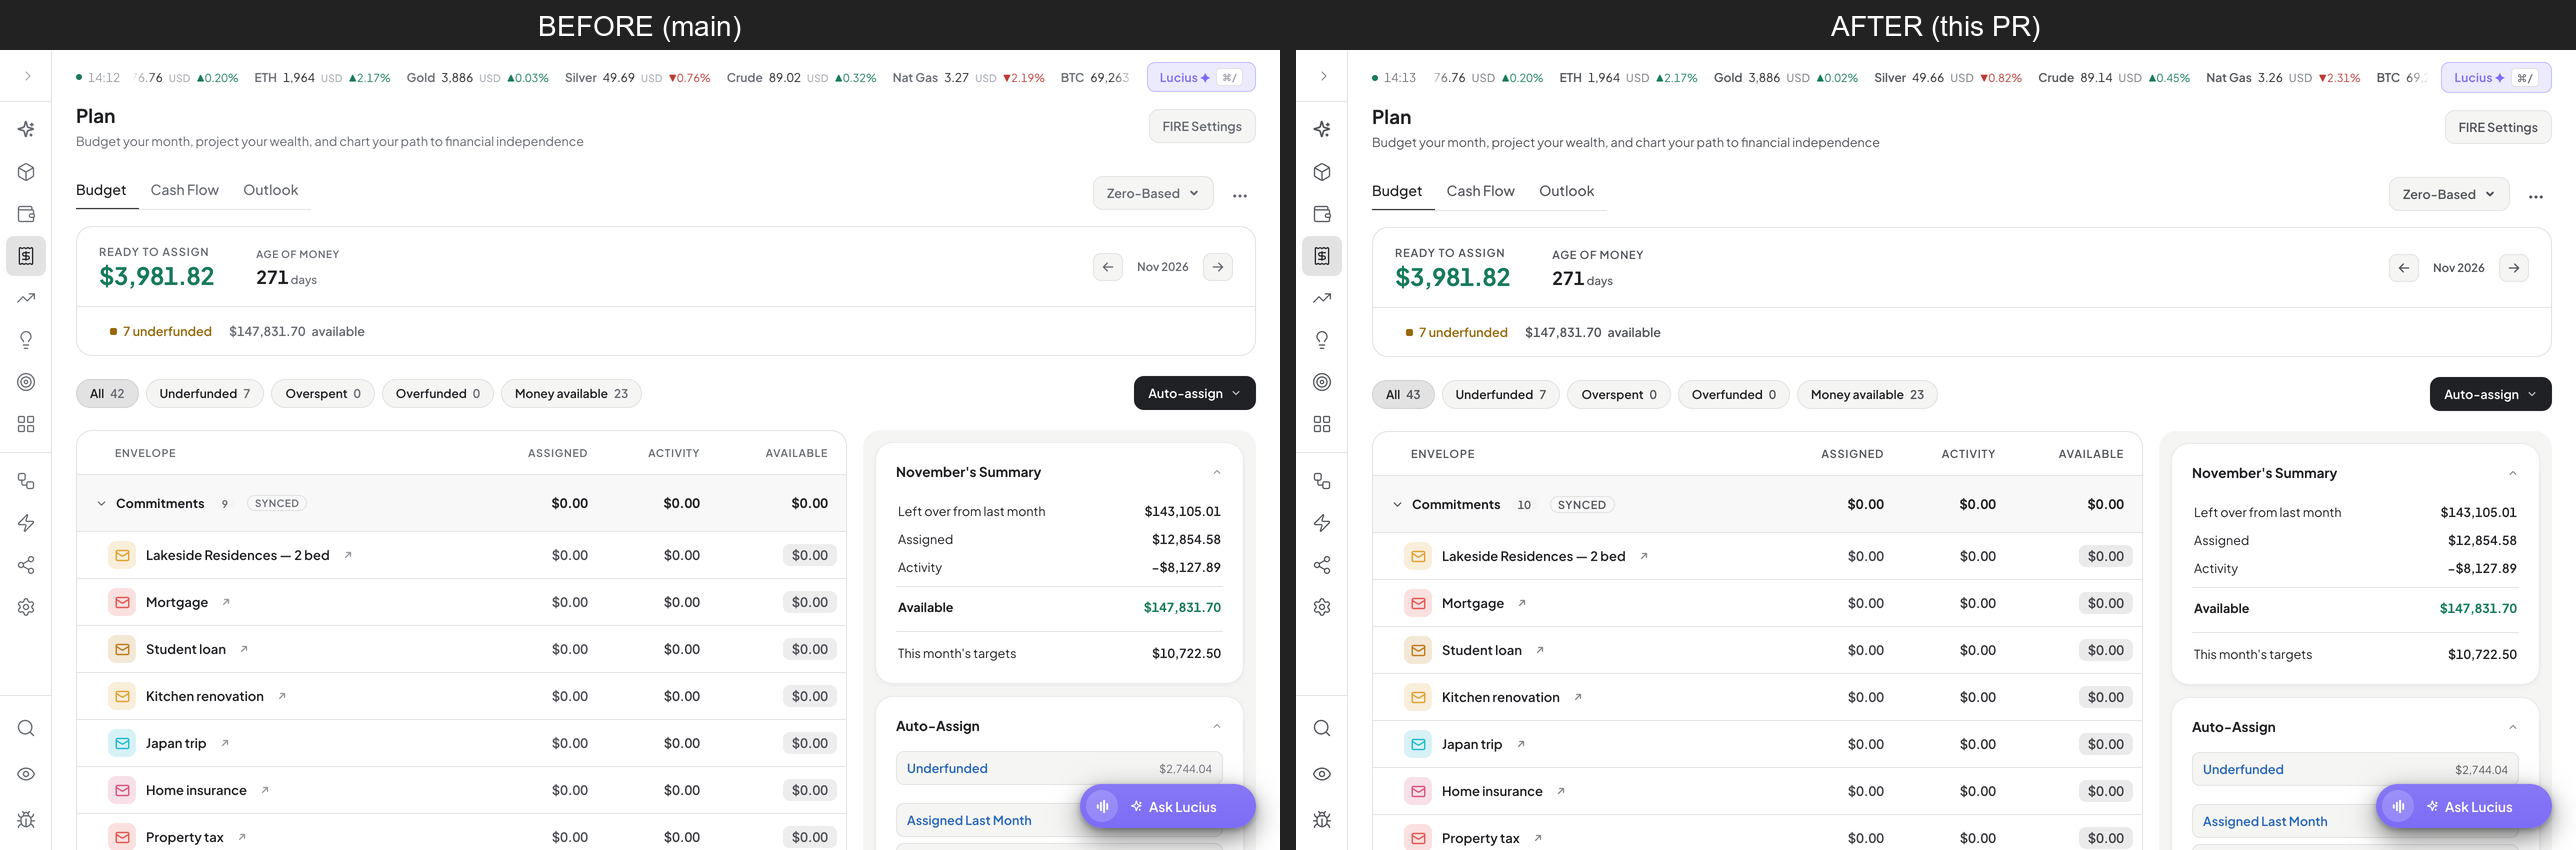 BEFORE (main)
14:12 76.76 USD ▲0.20% ETH 1,964 USD ▲2.17% Gold 3,886 USD ▲0.03% Silver 49.69 USD ▼0.76% Crude 89.02 USD ▲0.32% Nat Gas 3.27 USD ▼2.19% BTC 69,263 Lucius ⌘/
Plan
FIRE Settings
Budget your month, project your wealth, and chart your path to financial independence
Budget Cash Flow Outlook Zero-Based ...
READY TO ASSIGN AGE OF MONEY
$3,981.82 271 days Nov 2026
7 underfunded $147,831.70 available
All 42 Underfunded 7 Overspent 0 Overfunded 0 Money available 23 Auto-assign
ENVELOPE ASSIGNED ACTIVITY AVAILABLE
Commitments 9 SYNCED $0.00 $0.00 $0.00
Lakeside Residences — 2 bed $0.00 $0.00 $0.00
Mortgage $0.00 $0.00 $0.00
Student loan $0.00 $0.00 $0.00
Kitchen renovation $0.00 $0.00 $0.00
Japan trip $0.00 $0.00 $0.00
Home insurance $0.00 $0.00 $0.00
Property tax $0.00 $0.00 $0.00
November's Summary
Left over from last month $143,105.01
Assigned $12,854.58
Activity −$8,127.89
Available $147,831.70
This month's targets $10,722.50
Auto-Assign
Underfunded $2,744.04
Assigned Last Month
Ask Lucius
AFTER (this PR)
14:13 76.76 USD ▲0.20% ETH 1,964 USD ▲2.17% Gold 3,886 USD ▲0.02% Silver 49.66 USD ▼0.82% Crude 89.14 USD ▲0.45% Nat Gas 3.26 USD ▼2.31% BTC 69,2 Lucius ⌘/
Plan
FIRE Settings
Budget your month, project your wealth, and chart your path to financial independence
Budget Cash Flow Outlook Zero-Based ...
READY TO ASSIGN AGE OF MONEY
$3,981.82 271 days Nov 2026
7 underfunded $147,831.70 available
All 43 Underfunded 7 Overspent 0 Overfunded 0 Money available 23 Auto-assign
ENVELOPE ASSIGNED ACTIVITY AVAILABLE
Commitments 10 SYNCED $0.00 $0.00 $0.00
Lakeside Residences — 2 bed $0.00 $0.00 $0.00
Mortgage $0.00 $0.00 $0.00
Student loan $0.00 $0.00 $0.00
Kitchen renovation $0.00 $0.00 $0.00
Japan trip $0.00 $0.00 $0.00
Home insurance $0.00 $0.00 $0.00
Property tax $0.00 $0.00 $0.00
November's Summary
Left over from last month $143,105.01
Assigned $12,854.58
Activity −$8,127.89
Available $147,831.70
This month's targets $10,722.50
Auto-Assign
Underfunded $2,744.04
Assigned Last Month
Ask Lucius